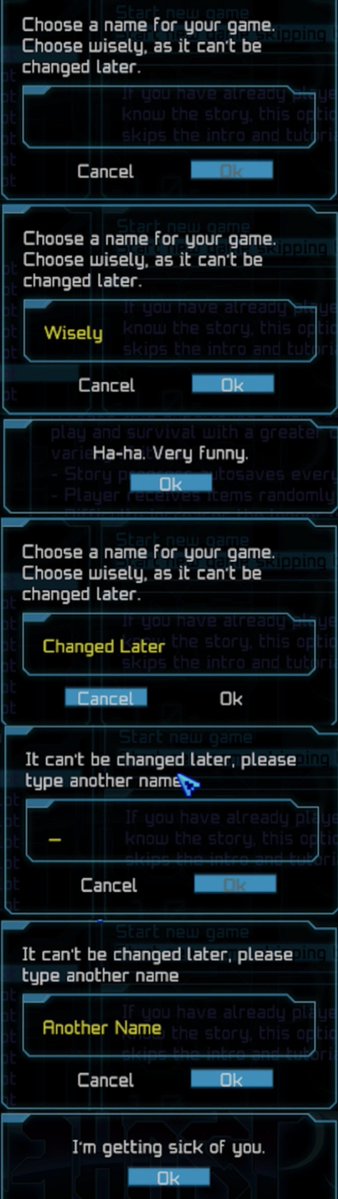 Choose a name for your game.
Choose wisely, as it can't be
changed later.
Cancel
Ok
Choose a name for your game.
Choose wisely, as it can't be
changed later.
Wisely
Cancel
Ok
Ha-ha. Very funny.
Ok
Choose a name for your game.
Choose wisely, as it can't be
changed later.
Changed Later
Cancel
Ok
It can't be changed later, please
type another name
_
Cancel
Ok
It can't be changed later, please
type another name
Another Name
Cancel
Ok
I'm getting sick of you.
Ok